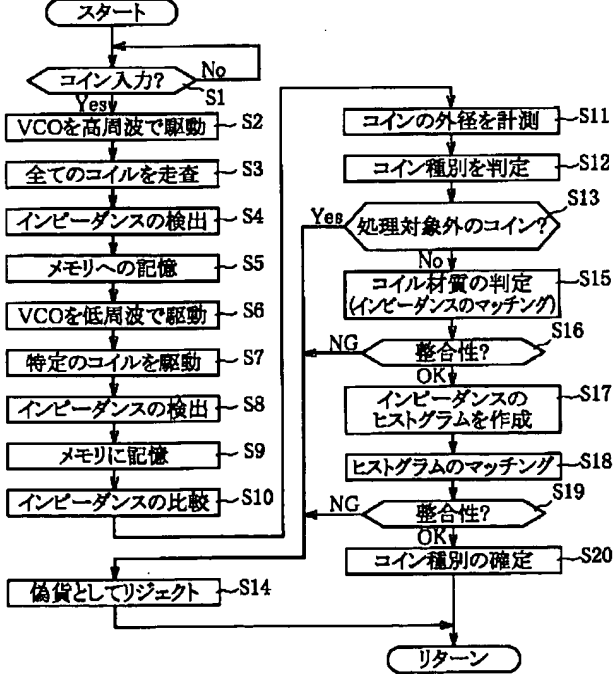 スタート
コイン入力?
No
S1
Yes
VCOを高周波で駆動
S2
全てのコイルを走査
S3
インピーダンスの検出
S4
メモリへの記憶
S5
VCOを低周波で駆動
S6
特定のコイルを駆動
S7
インピーダンスの検出
S8
メモリに記憶
S9
インピーダンスの比較
S10
コインの外径を計測
S11
コイン種別を判定
S12
S13
Yes
処理対象外のコイン?
No
コイル材質の判定
(インピーダンスのマッチング)
S15
S16
NG
整合性?
OK
インピーダンスの
ヒストグラムを作成
S17
ヒストグラムのマッチング
S18
S19
NG
整合性?
OK
コイン種別の確定
S20
偽貨としてリジェクト
S14
リターン